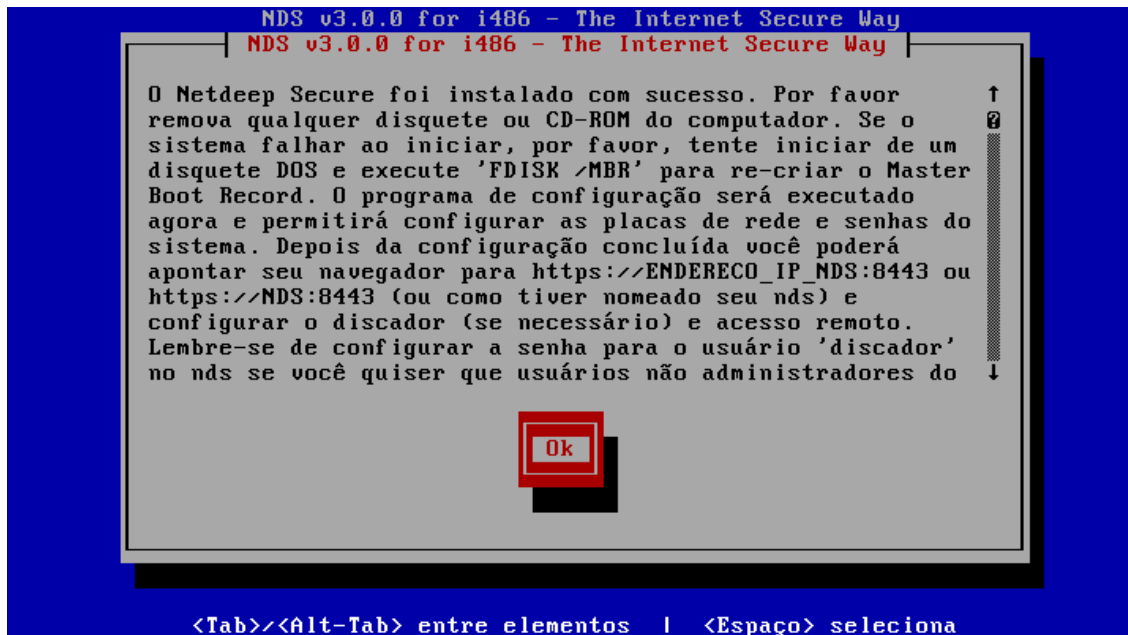 NDS v3.0.0 for i486 - The Internet Secure Way
NDS v3.0.0 for i486 - The Internet Secure Way
O Netdeep Secure foi instalado com sucesso. Por favor
remova qualquer disquete ou CD-ROM do computador. Se o
sistema falhar ao iniciar, por favor, tente iniciar de um
disquete DOS e execute 'FDISK /MBR' para re-criar o Master
Boot Record. O programa de configuração será executado
agora e permitirá configurar as placas de rede e senhas do
sistema. Depois da configuração concluída você poderá
apontar seu navegador para https://ENDERECO_IP_NDS:8443 ou
https://NDS:8443 (ou como tiver nomeado seu nds) e
configurar o discador (se necessário) e acesso remoto.
Lembre-se de configurar a senha para o usuário 'discador'
no nds se você quiser que usuários não administradores do
Ok
<Tab>/<Alt-Tab> entre elementos | <Espaço> seleciona